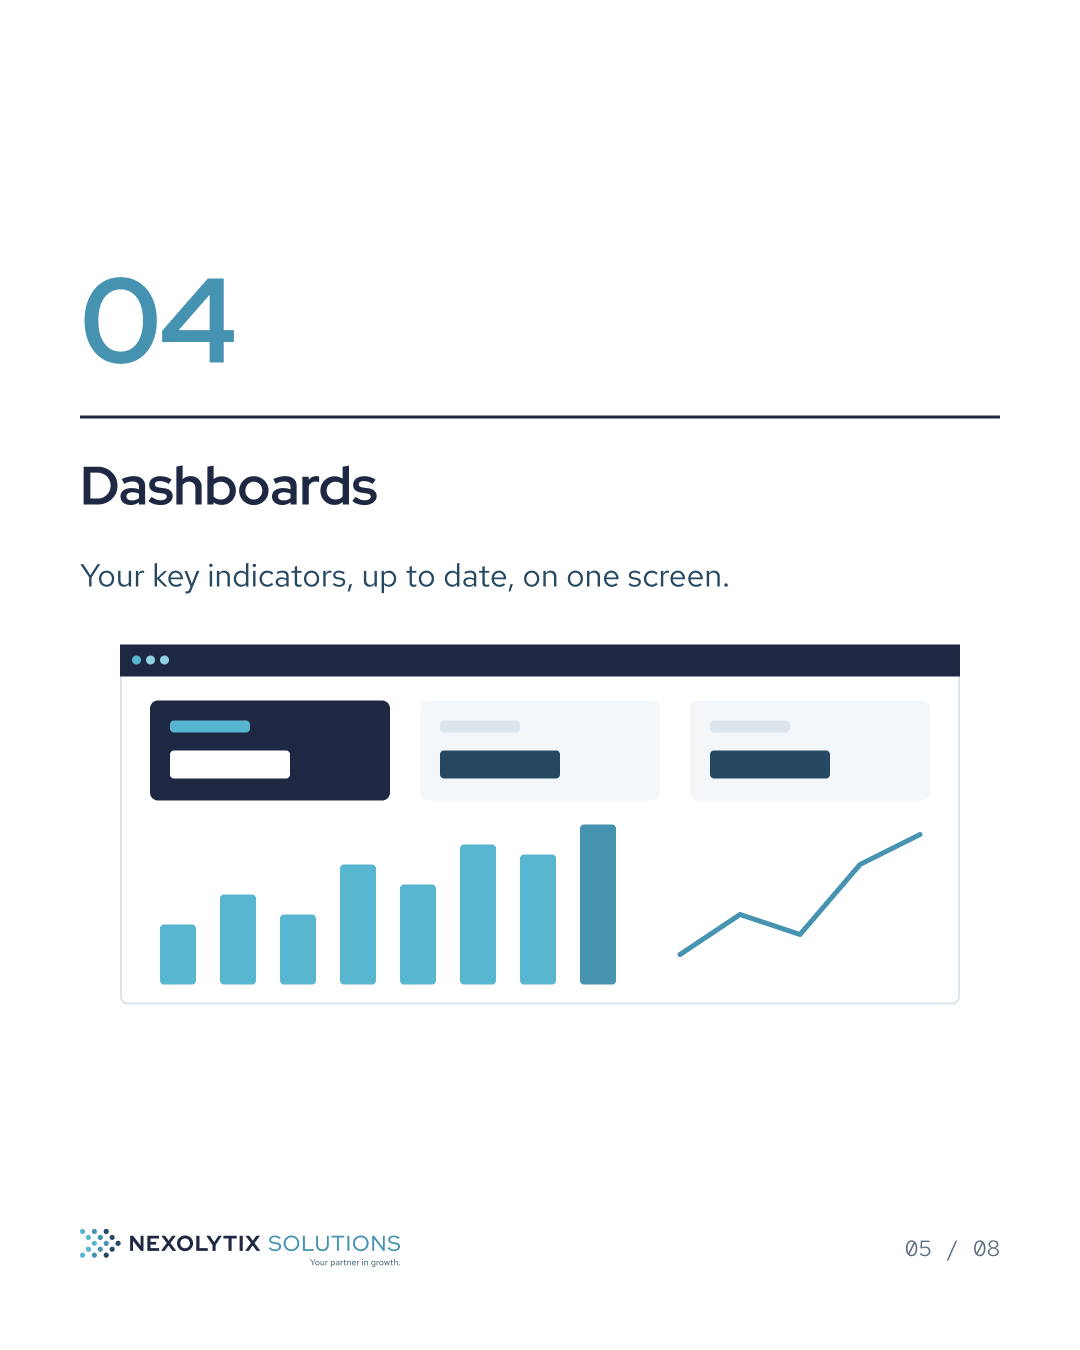 04
Dashboards
Your key indicators, up to date, on one screen.
NEXOLYTIX SOLUTIONS
Your partner in growth.
05 / 08